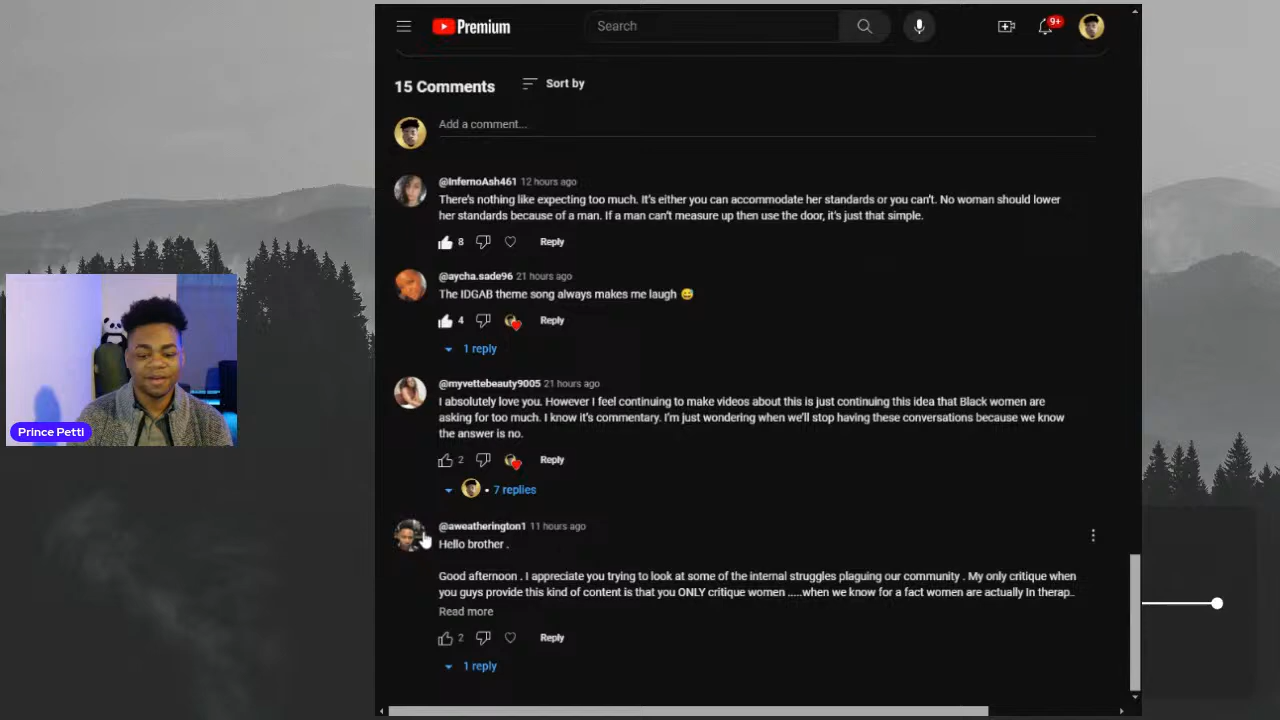 Premium
Search
9+
15 Comments
Sort by
Add a comment...
@InfernoAsh461 12 hours ago
There's nothing like expecting too much. It's either you can accommodate her standards or you can't. No woman should lower
her standards because of a man. If a man can't measure up then use the door, it's just that simple.
8 Reply
@aycha.sade96 21 hours ago
The IDGAB theme song always makes me laugh 😅
4 Reply
1 reply
@myvettebeauty9005 21 hours ago
I absolutely love you. However I feel continuing to make videos about this is just continuing this idea that Black women are
asking for too much. I know it's commentary. I'm just wondering when we'll stop having these conversations because we know
the answer is no.
2 Reply
• 7 replies
Prince Petti
@aweatherington1 11 hours ago
Hello brother .
Good afternoon . I appreciate you trying to look at some of the internal struggles plaguing our community . My only critique when
you guys provide this kind of content is that you ONLY critique women .....when we know for a fact women are actually In therap..
Read more
2 Reply
1 reply